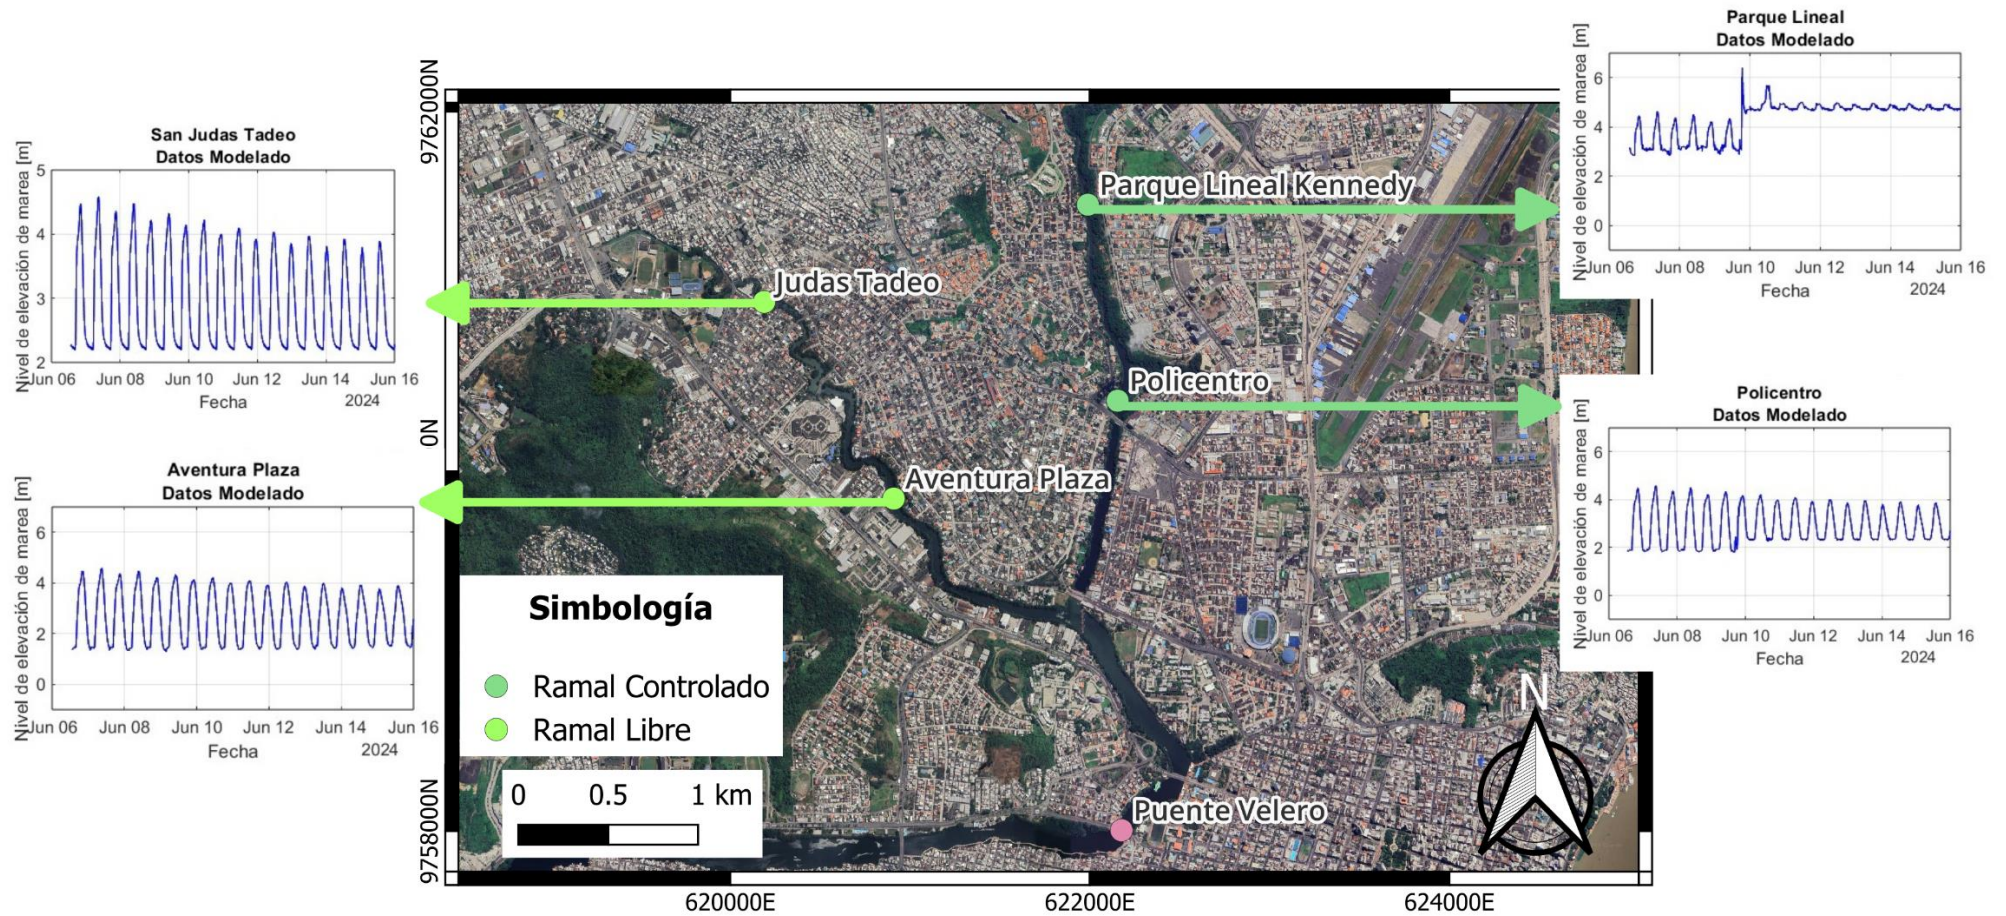 San Judas Tadeo
Datos Modelado
Nivel de elevación de marea [m]
5
4
3
2
Jun 06 Jun 08 Jun 10 Jun 12 Jun 14 Jun 16
Fecha 2024
Aventura Plaza
Datos Modelado
Nivel de elevación de marea [m]
6
4
2
0
Jun 06 Jun 08 Jun 10 Jun 12 Jun 14 Jun 16
Fecha 2024
9762000N
0N
9758000N
Parque Lineal Kennedy
Judas Tadeo
Policentro
Aventura Plaza
Puente Velero
Simbología
Ramal Controlado
Ramal Libre
0 0.5 1 km
N
620000E 622000E 624000E
Parque Lineal
Datos Modelado
Nivel de elevación de marea [m]
6
4
2
0
Jun 06 Jun 08 Jun 10 Jun 12 Jun 14 Jun 16
Fecha 2024
Policentro
Datos Modelado
Nivel de elevación de marea [m]
6
4
2
0
Jun 06 Jun 08 Jun 10 Jun 12 Jun 14 Jun 16
Fecha 2024